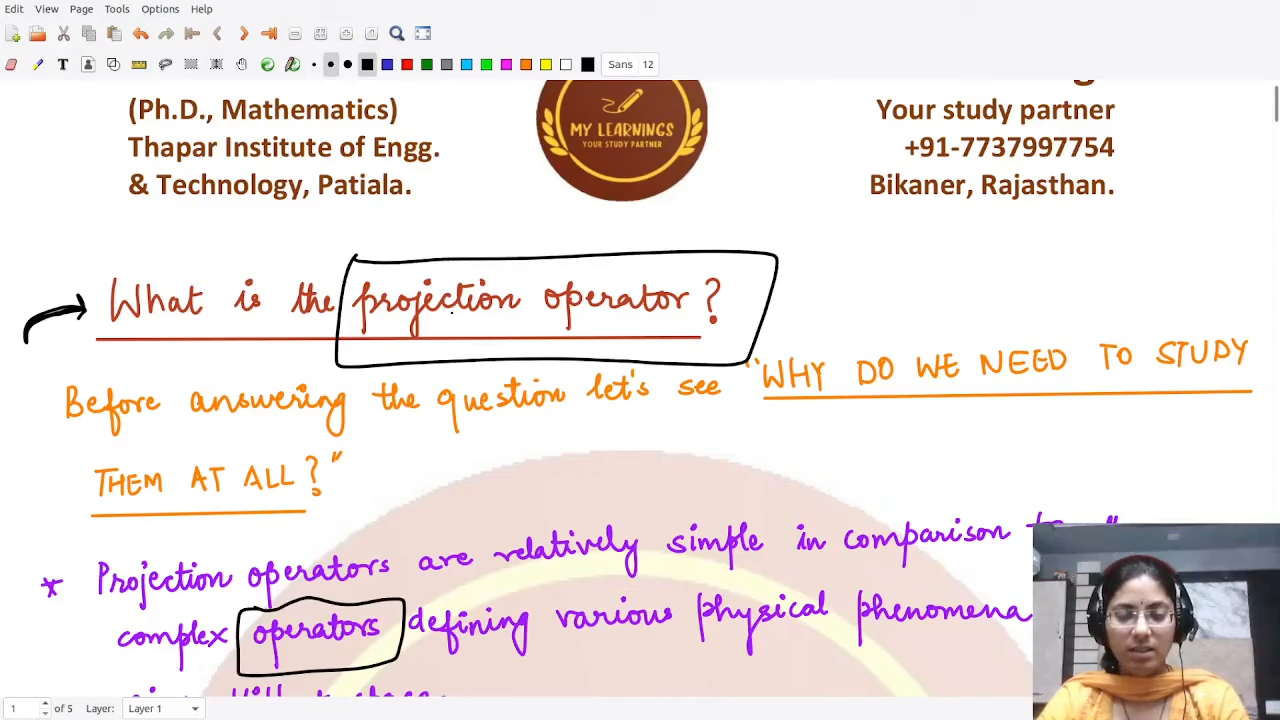 Edit View Page Tools Options Help
Sans 12
(Ph.D., Mathematics)
Thapar Institute of Engg.
& Technology, Patiala.
MY LEARNINGS
YOUR STUDY PARTNER
Your study partner
+91-7737997754
Bikaner, Rajasthan.
What is the projection operator?
Before answering the question let's see "WHY DO WE NEED TO STUDY
THEM AT ALL?"
* Projection operators are relatively simple in comparison
complex operators defining various physical phenomena
1 of 5 Layer: Layer 1